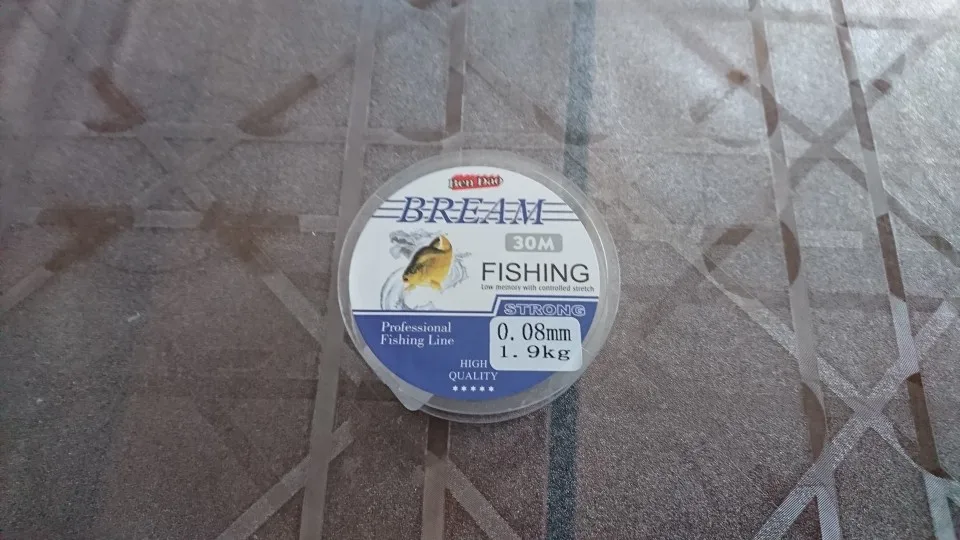 Ben Dao
BREAM
30M
FISHING
Low memory with controlled stretch
STRONG
Professional
Fishing Line
0.08mm
1.9kg
HIGH
QUALITY